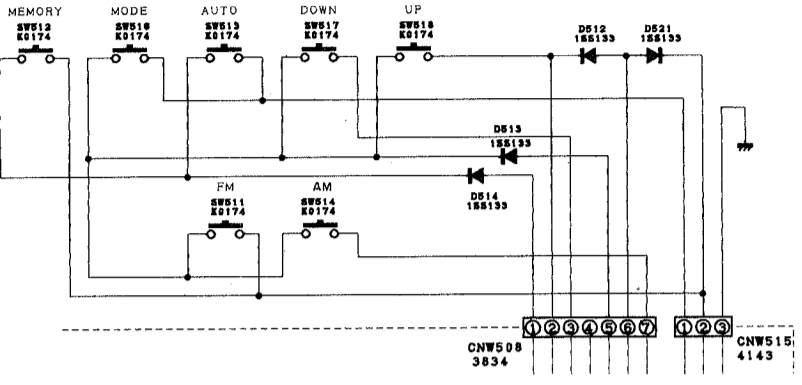 MEMORY
SW512
K0174
MODE
SW516
K0174
AUTO
SW513
K0174
DOWN
SW517
K0174
UP
SW518
K0174
D512
1SS133
D521
1SS133
D513
1SS133
D514
1SS133
FM
SW511
K0174
AM
SW514
K0174
1 2 3 4 5 6 7
CNW508
3834
1 2 3
CNW515
4143